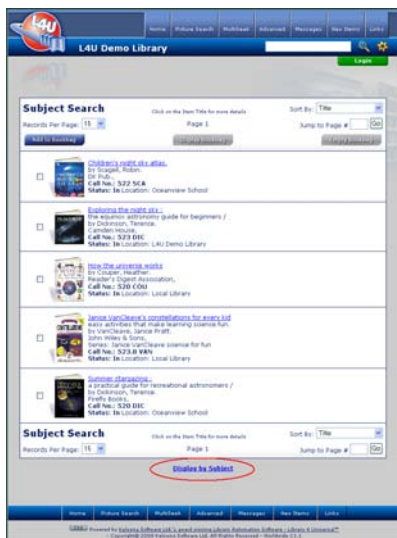 L4U
Home Picture Search MultiSeek Advanced Messages New Items Links
L4U Demo Library
Login
Subject Search
Click on the Item Title for more details
Sort By: Title
Records Per Page: 15
Page 1
Jump to Page # Go
Add to Bookbag
Children's night sky atlas.
by Scagell, Robin.
DK Pub.,
Call No.: 522 SCA
Status: In Location: Oceanview School
Exploring the night sky :
the equinox astronomy guide for beginners /
by Dickinson, Terence.
Camden House,
Call No.: 523 DIC
Status: In Location: L4U Demo Library
How the universe works
by Couper, Heather.
Reader's Digest Association,
Call No.: 520 COU
Status: In Location: Local Library
Janice VanCleave's constellations for every kid
easy activities that make learning science fun.
by VanCleave, Janice Pratt.
John Wiley & Sons,
Series: Janice VanCleave science for fun
Call No.: 523.8 VAN
Status: In Location: Local Library
Summer stargazing :
a practical guide for recreational astronomers /
by Dickinson, Terence.
Firefly Books,
Call No.: 520 DIC
Status: In Location: Oceanview School
Subject Search
Click on the Item Title for more details
Sort By: Title
Records Per Page: 15
Page 1
Jump to Page # Go
Display by Subject
Home Picture Search MultiSeek Advanced Messages New Items Links